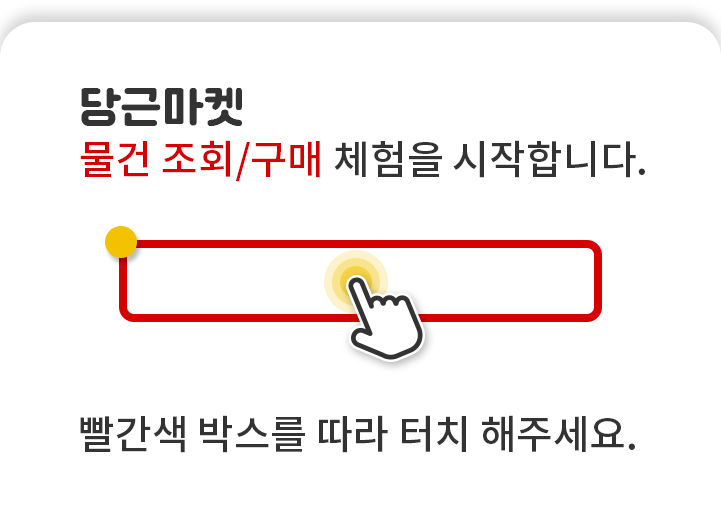 당근마켓
물건 조회/구매 체험을 시작합니다.
빨간색 박스를 따라 터치 해주세요.